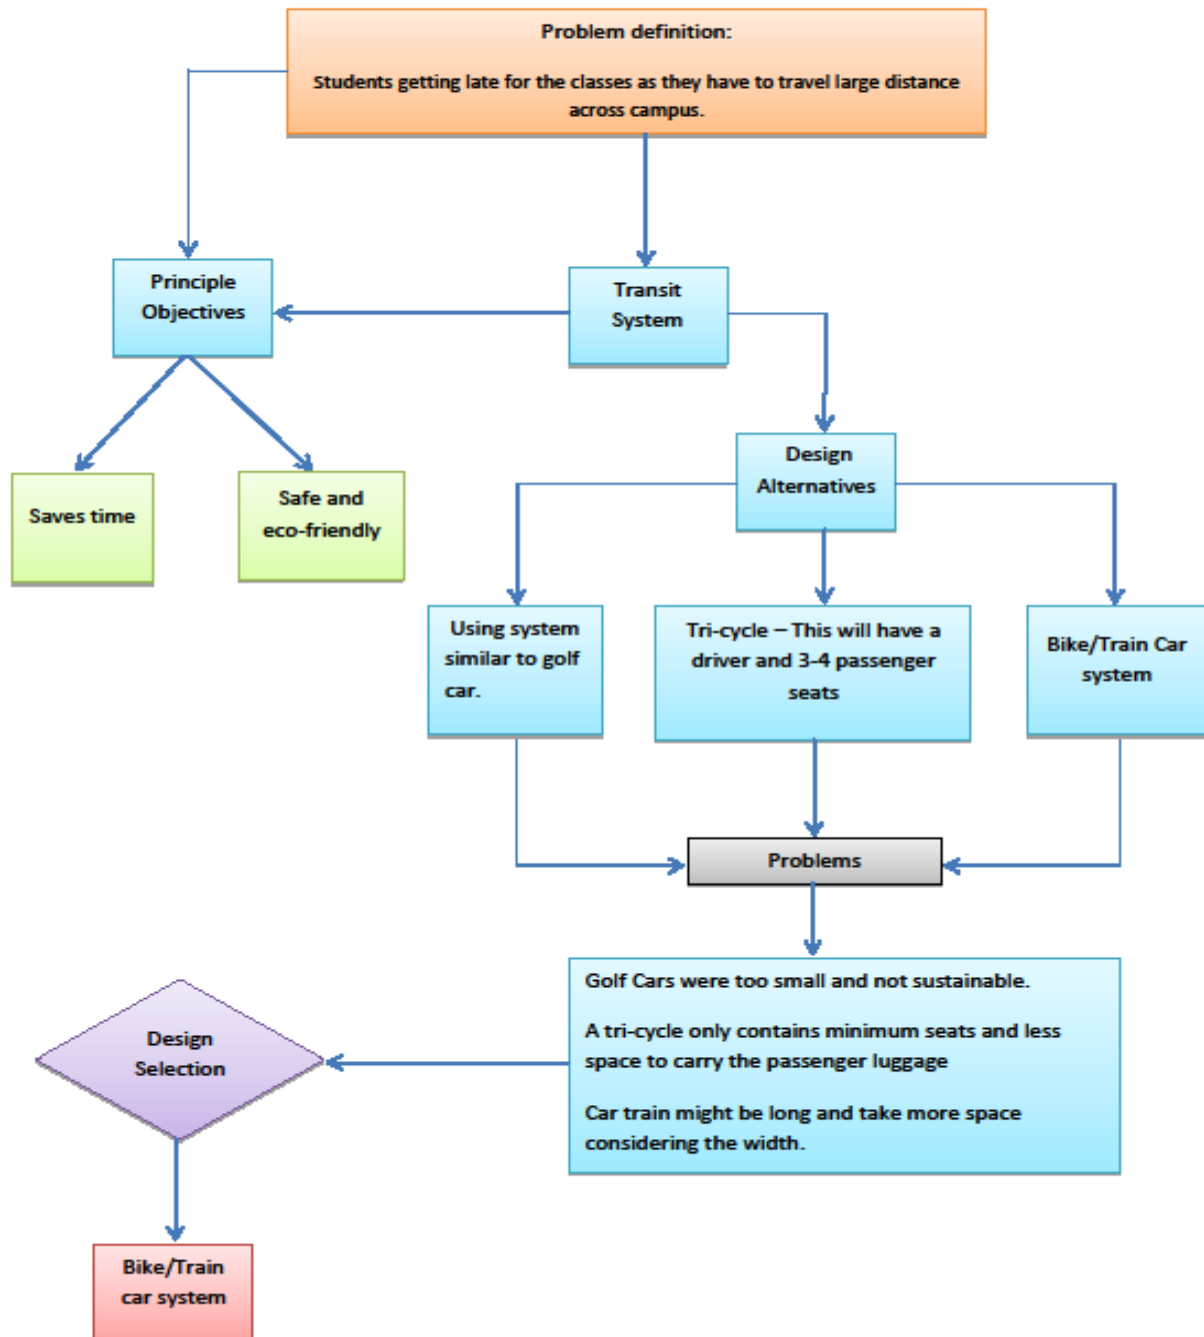 Problem definition:
Students getting late for the classes as they have to travel large distance
across campus.
Principle
Objectives
Transit
System
Saves time
Safe and
eco-friendly
Design
Alternatives
Using system
similar to golf
car.
Tri-cycle – This will have a
driver and 3-4 passenger
seats
Bike/Train Car
system
Problems
Golf Cars were too small and not sustainable.
A tri-cycle only contains minimum seats and less
space to carry the passenger luggage
Car train might be long and take more space
considering the width.
Design
Selection
Bike/Train
car system